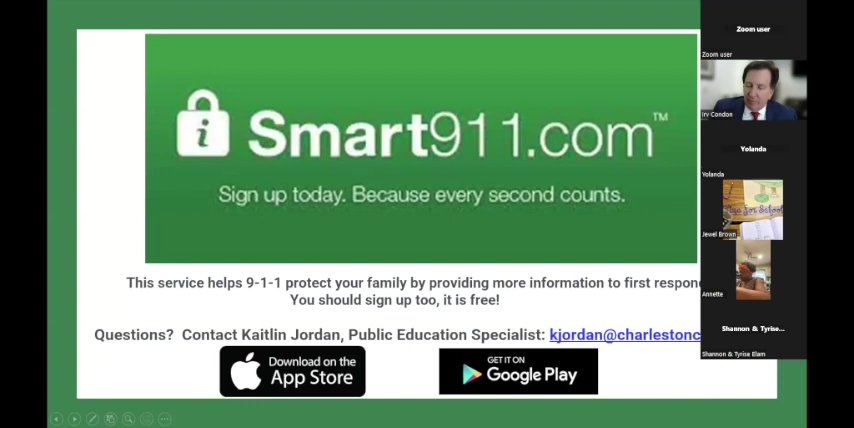 i
Smart911.com™
Sign up today. Because every second counts.
This service helps 9-1-1 protect your family by providing more information to first respon
You should sign up too, it is free!
Questions? Contact Kaitlin Jordan, Public Education Specialist: kjordan@charlestonc
Download on the
App Store
GET IT ON
Google Play
Zoom user
Zoom user
Irv Condon
Yolanda
Yolanda
for School
Jewel Brown
Annette
Shannon & Tyrise...
Shannon & Tyrise Elam